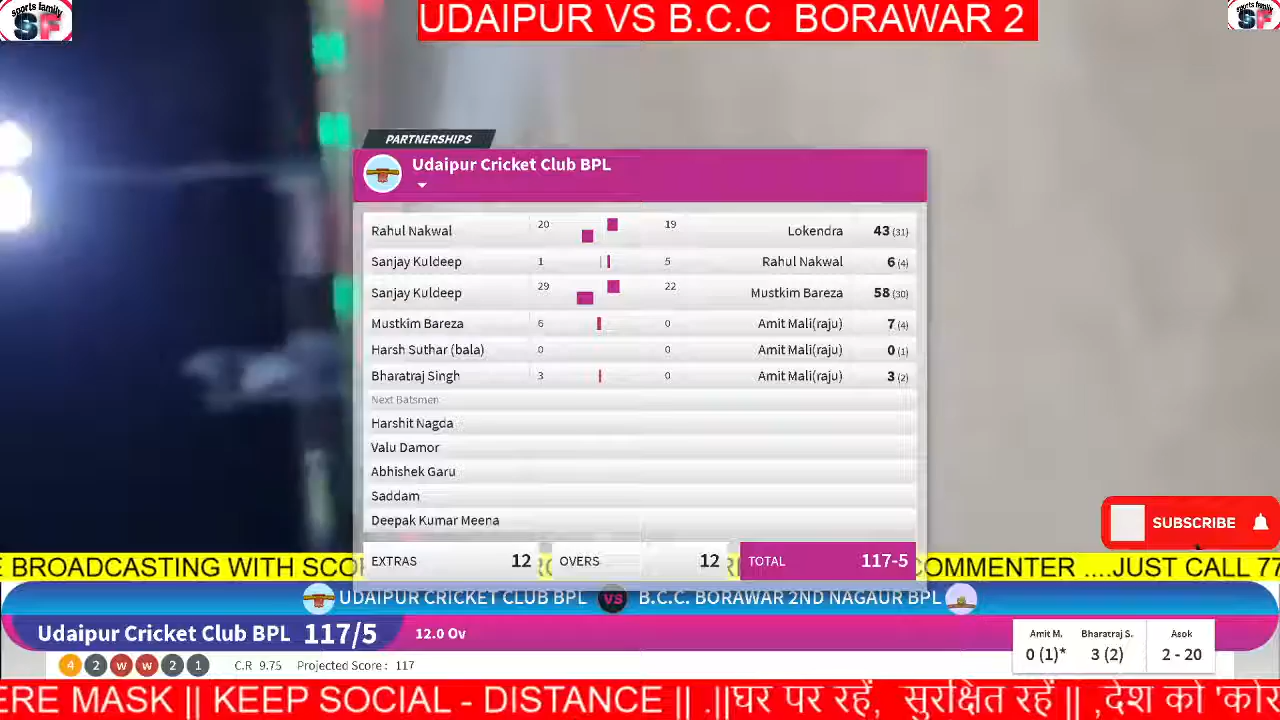 sports family
SF
UDAIPUR VS B.C.C BORAWAR 2
sports family
SF
PARTNERSHIPS
Udaipur Cricket Club BPL
Rahul Nakwal 20 19 Lokendra 43 (31)
Sanjay Kuldeep 1 5 Rahul Nakwal 6 (4)
Sanjay Kuldeep 29 22 Mustkim Bareza 58 (30)
Mustkim Bareza 6 0 Amit Mali(raju) 7 (4)
Harsh Suthar (bala) 0 0 Amit Mali(raju) 0 (1)
Bharatraj Singh 3 0 Amit Mali(raju) 3 (2)
Next Batsmen
Harshit Nagda
Valu Damor
Abhishek Garu
Saddam
Deepak Kumar Meena
SUBSCRIBE
EXTRAS 12 OVERS 12 TOTAL 117-5
E BROADCASTING WITH SCO COMMENTER ....JUST CALL 77
UDAIPUR CRICKET CLUB BPL VS B.C.C. BORAWAR 2ND NAGAUR BPL
Udaipur Cricket Club BPL 117/5 12.0 Ov
Amit M. Bharatraj S. Asok
0 (1)* 3 (2) 2 - 20
4 2 w w 2 1 C.R 9.75 Projected Score : 117
ERE MASK || KEEP SOCIAL - DISTANCE || .||घर पर रहें, सुरक्षित रहें || ,देश को 'कोर